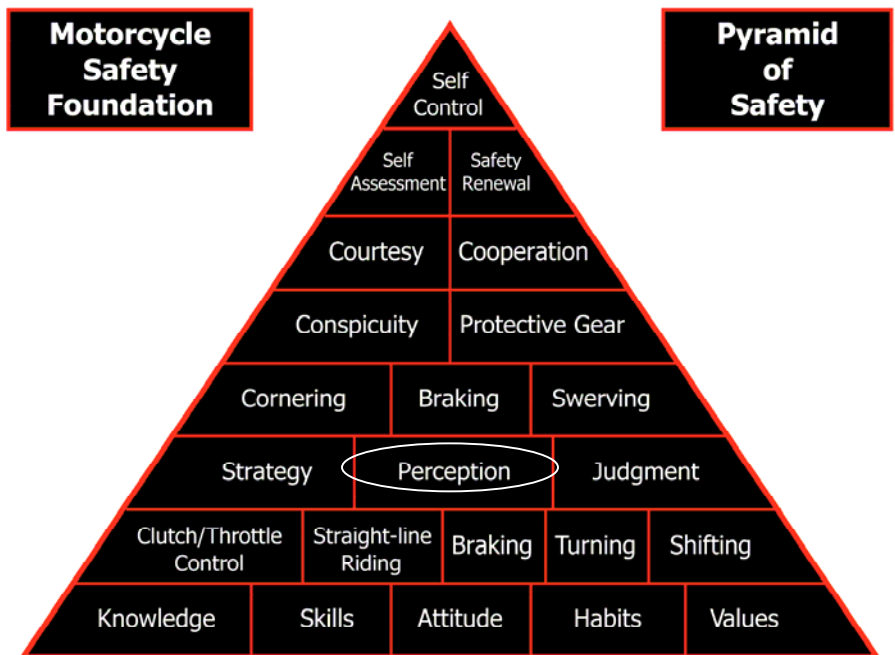 Motorcycle
Safety
Foundation
Pyramid
of
Safety
Self
Control
Self
Assessment
Safety
Renewal
Courtesy
Cooperation
Conspicuity
Protective Gear
Cornering
Braking
Swerving
Strategy
Perception
Judgment
Clutch/Throttle
Control
Straight-line
Riding
Braking
Turning
Shifting
Knowledge
Skills
Attitude
Habits
Values